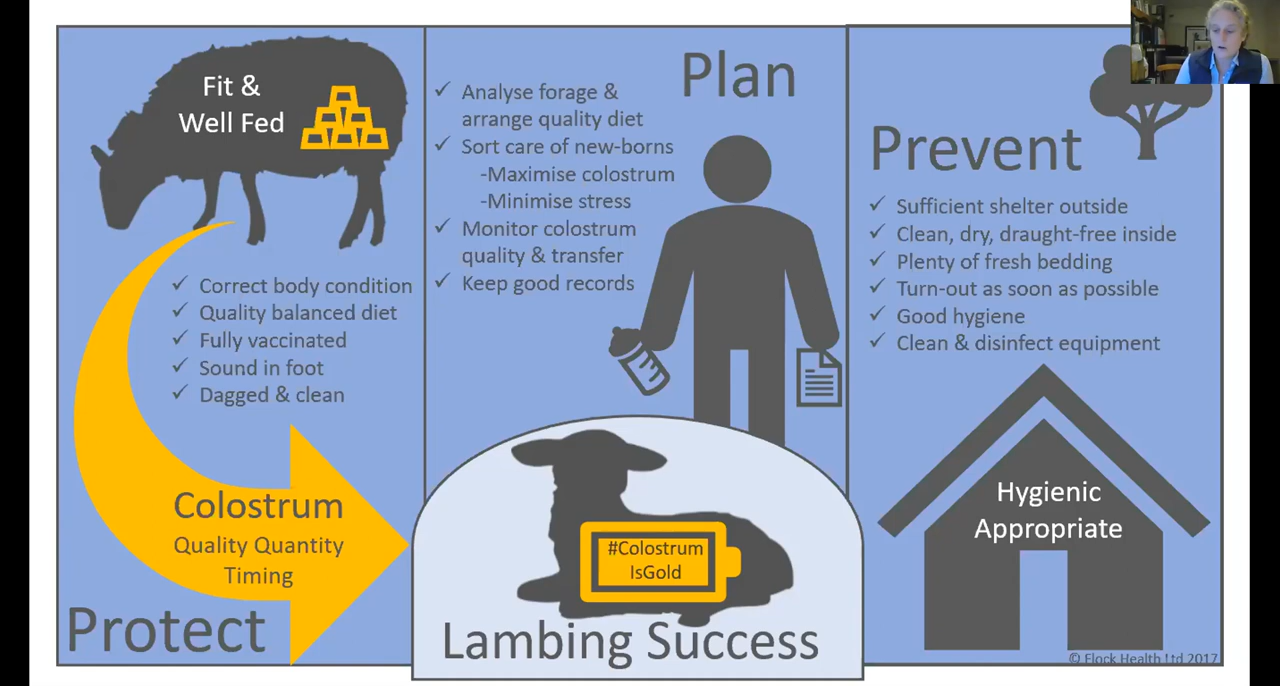 Fit &
Well Fed
✓ Correct body condition
✓ Quality balanced diet
✓ Fully vaccinated
✓ Sound in foot
✓ Dagged & clean
Colostrum
Quality Quantity
Timing
Protect
Plan
✓ Analyse forage &
arrange quality diet
✓ Sort care of new-borns
-Maximise colostrum
-Minimise stress
✓ Monitor colostrum
quality & transfer
✓ Keep good records
#Colostrum
IsGold
Lambing Success
Prevent
✓ Sufficient shelter outside
✓ Clean, dry, draught-free inside
✓ Plenty of fresh bedding
✓ Turn-out as soon as possible
✓ Good hygiene
✓ Clean & disinfect equipment
Hygienic
Appropriate
© Flock Health Ltd 2017